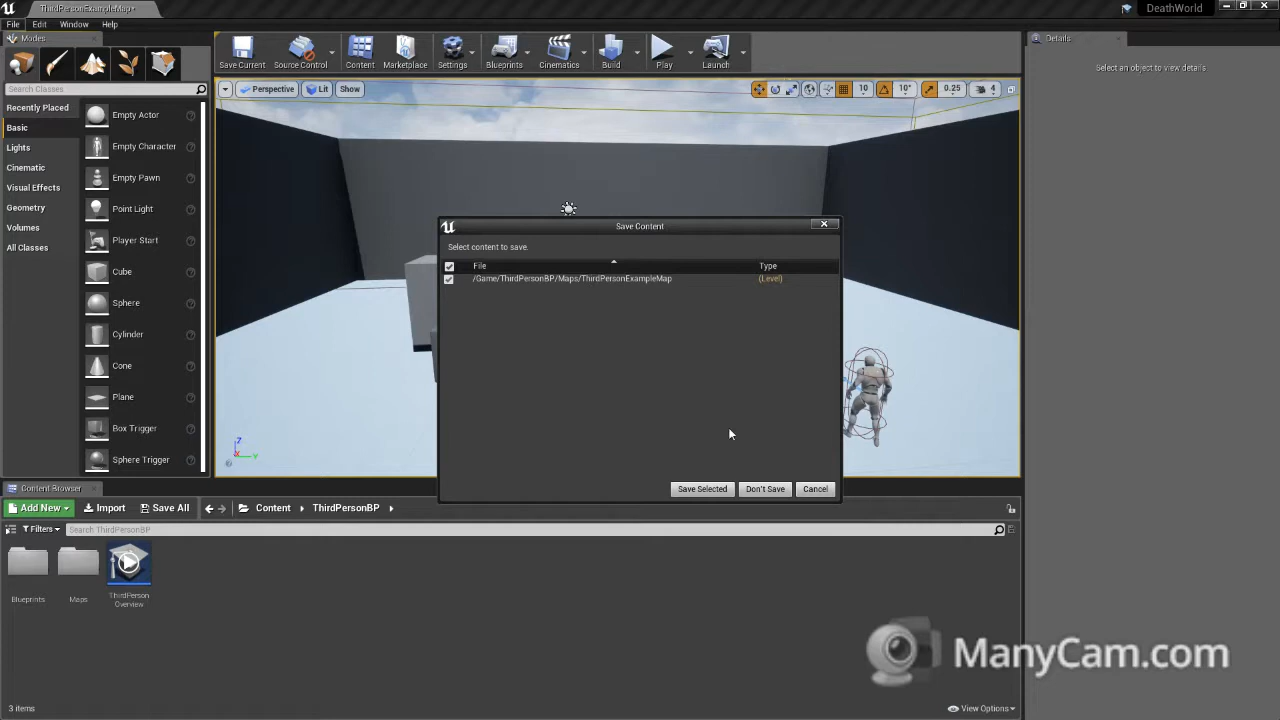 ThirdPersonExampleMap*
DeathWorld
File Edit Window Help
Modes
Save Current
Source Control
Content
Marketplace
Settings
Blueprints
Cinematics
Build
Play
Launch
Details
Select an object to view details
Search Classes
Recently Placed
Basic
Lights
Cinematic
Visual Effects
Geometry
Volumes
All Classes
Empty Actor
Empty Character
Empty Pawn
Point Light
Player Start
Cube
Sphere
Cylinder
Cone
Plane
Box Trigger
Sphere Trigger
Perspective
Lit
Show
10
10°
0.25
4
Z
X
Y
Save Content
Select content to save.
File Type
/Game/ThirdPersonBP/Maps/ThirdPersonExampleMap (Level)
Save Selected Don't Save Cancel
Content Browser
Add New Import Save All Content ThirdPersonBP
Filters Search ThirdPersonBP
Blueprints
Maps
ThirdPerson
Overview
ManyCam.com
3 items
View Options